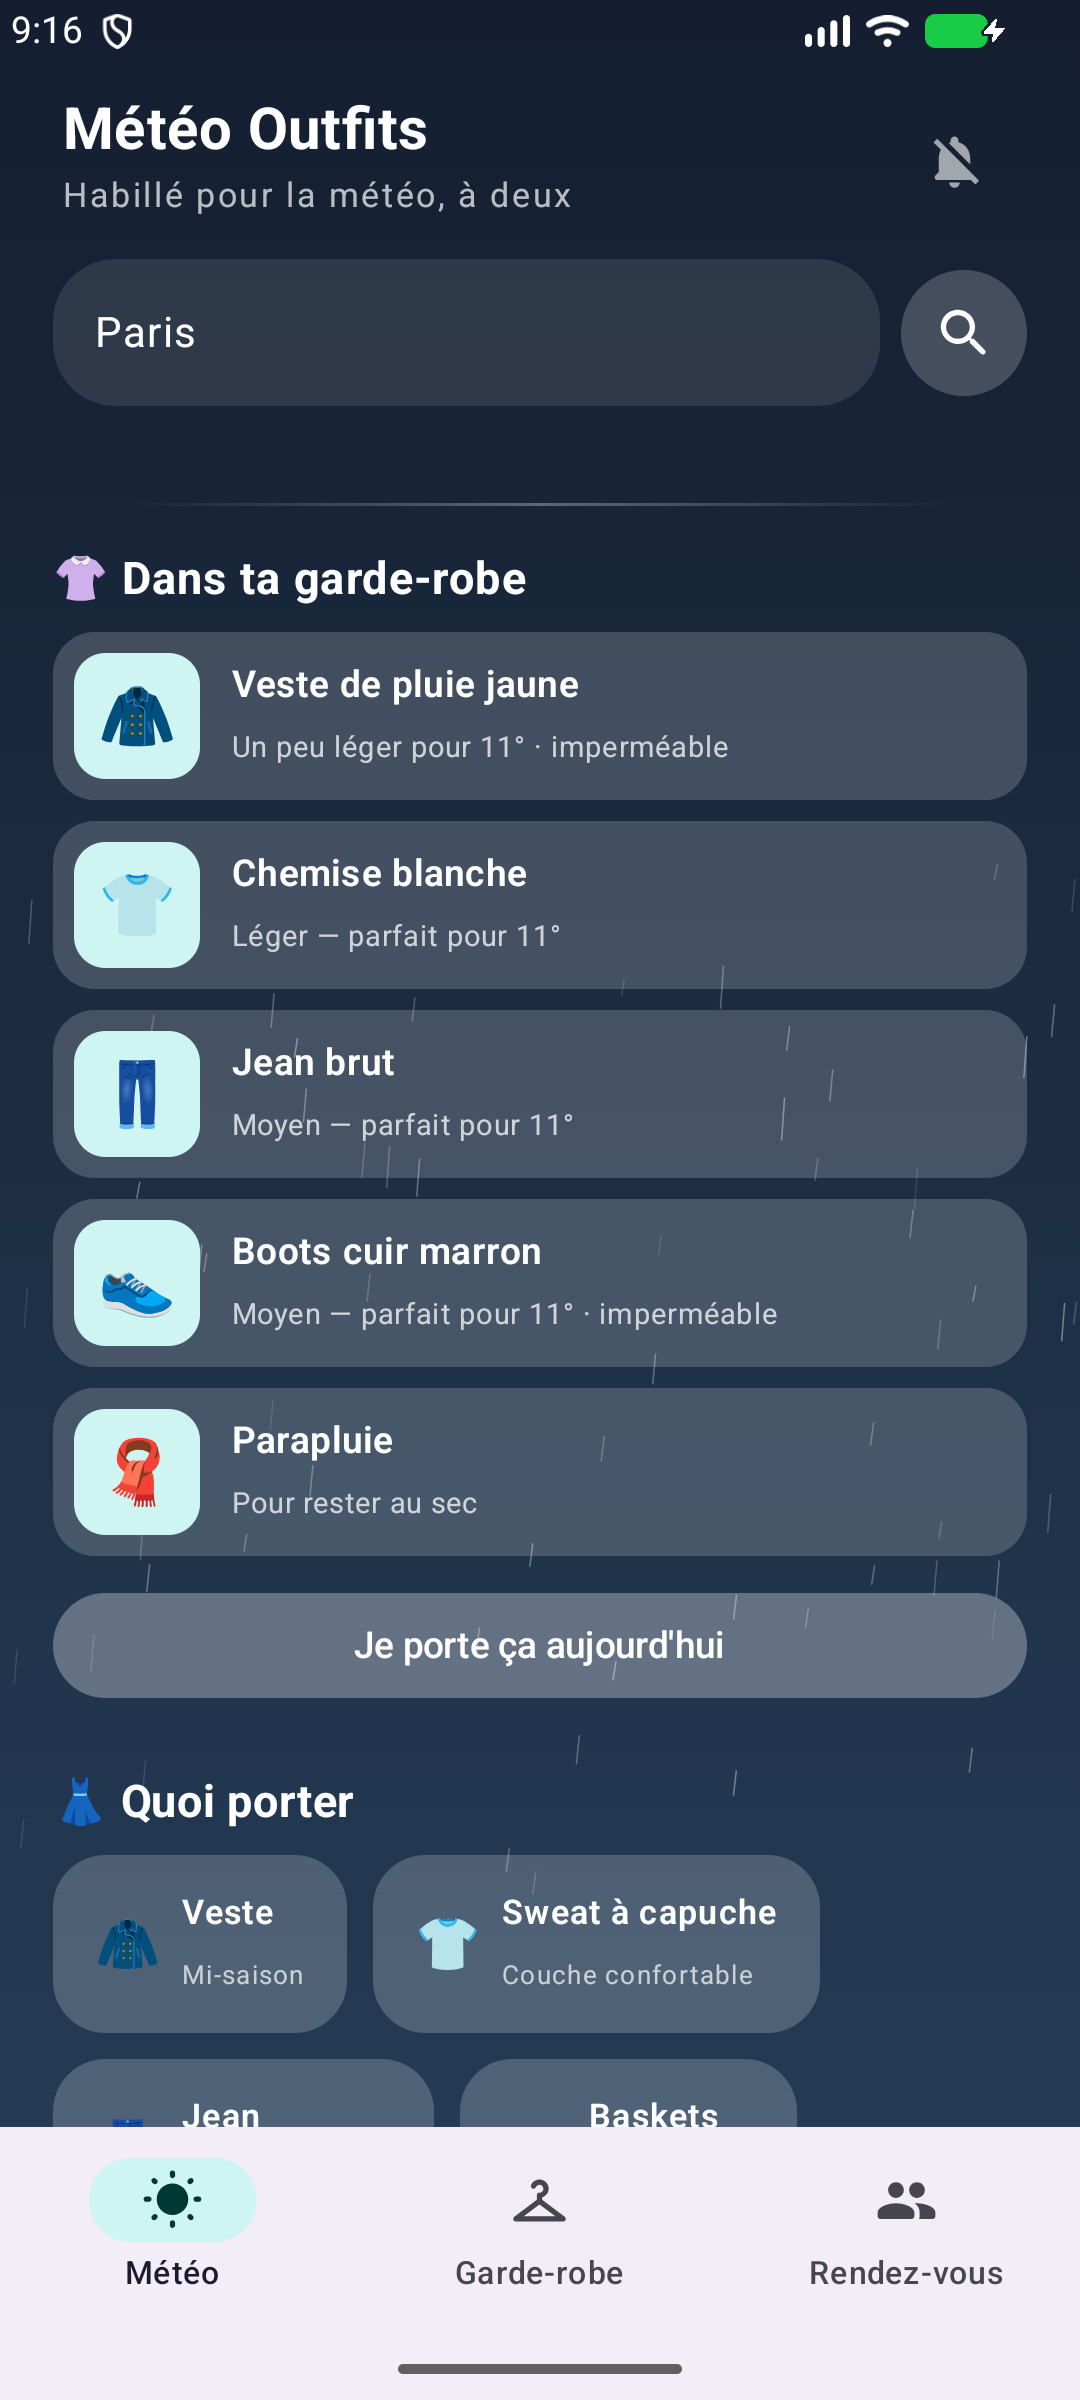 9:16
Météo Outfits
Habillé pour la météo, à deux
Paris
Dans ta garde-robe
Veste de pluie jaune
Un peu léger pour 11° · imperméable
Chemise blanche
Léger — parfait pour 11°
Jean brut
Moyen — parfait pour 11°
Boots cuir marron
Moyen — parfait pour 11° · imperméable
Parapluie
Pour rester au sec
Je porte ça aujourd'hui
Quoi porter
Veste
Mi-saison
Sweat à capuche
Couche confortable
Jean
Baskets
Météo
Garde-robe
Rendez-vous